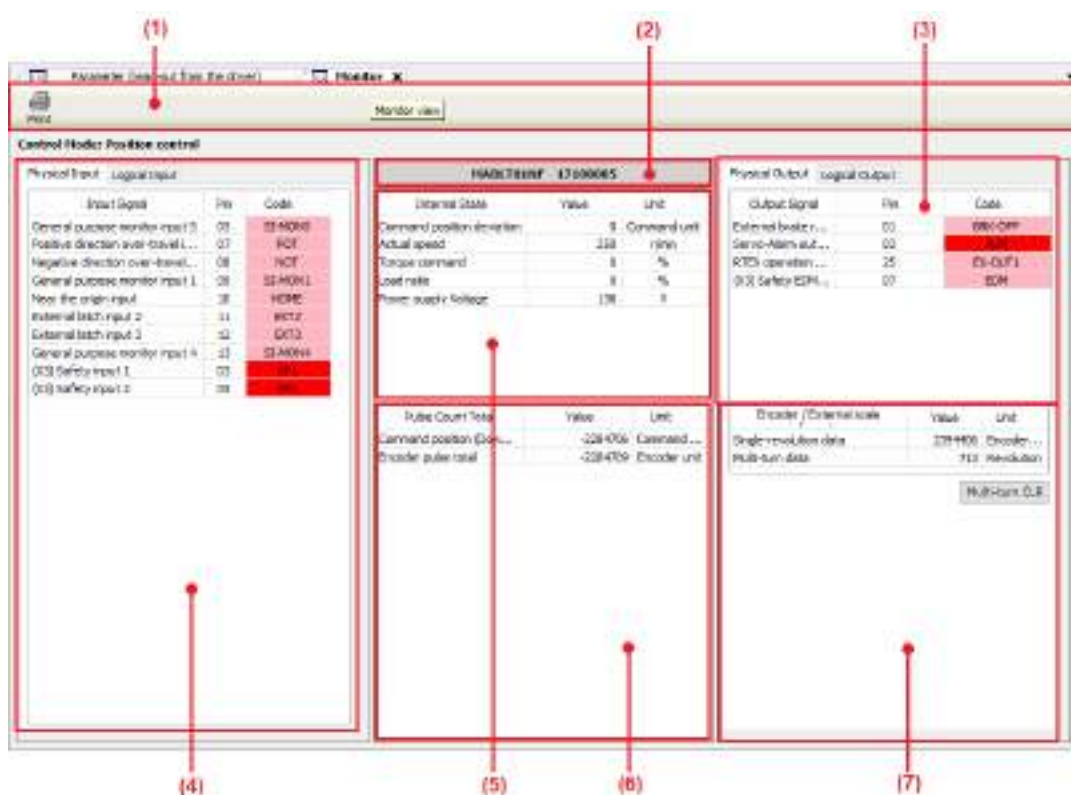 (1) (2) (3)
Parameter (read-out from the driver) Monitor x
Print Monitor view
Control Mode: Position control
Physical Input Logical Input
Input Signal Pin Code
General purpose monitor input 5 05 SI-MON5
Positive direction over-travel i... 07 POT
Negative direction over-travel... 08 NOT
General purpose monitor input 1 SI-MON1
Near the origin input 10 HOME
External latch input 2 11 EXT2
External latch input 3 12 EXT3
General purpose monitor input 4 13 SI-MON4
Safety input 1
Safety input 2
Internal State Value Unit
Command position deviation 0 Command unit
Actual speed r/min
Torque command 0 %
Load ratio 0 %
Power supply Voltage V
Physical Output Logical Output
Output Signal Pin Code
External brake r... 01 BRK-OFF
Servo-Alarm out... 02
RTEX operation ... 25 EX-OUT1
Safety EDM... 07 EDM
Pulse Count Total Value Unit
Command position Command ...
Encoder pulse total Encoder unit
Encoder / External scale Value Unit
Single-revolution data Encoder...
Multi-turn data 713 Revolution
Multi-turn CLR
(4) (5) (6) (7)